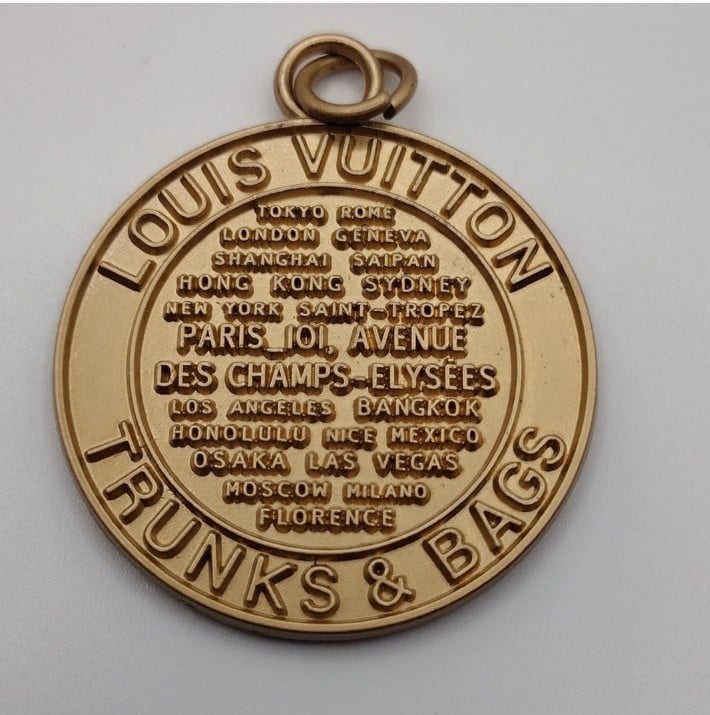 LOUIS VUITTON
TOKYO ROME
LONDON GENEVA
SHANGHAI SAIPAN
HONG KONG SYDNEY
NEW YORK SAINT-TROPEZ
PARIS_101, AVENUE
DES CHAMPS-ELYSÉES
LOS ANGELES BANGKOK
HONOLULU NICE MEXICO
OSAKA LAS VEGAS
MOSCOW MILANO
FLORENCE
TRUNKS & BAGS